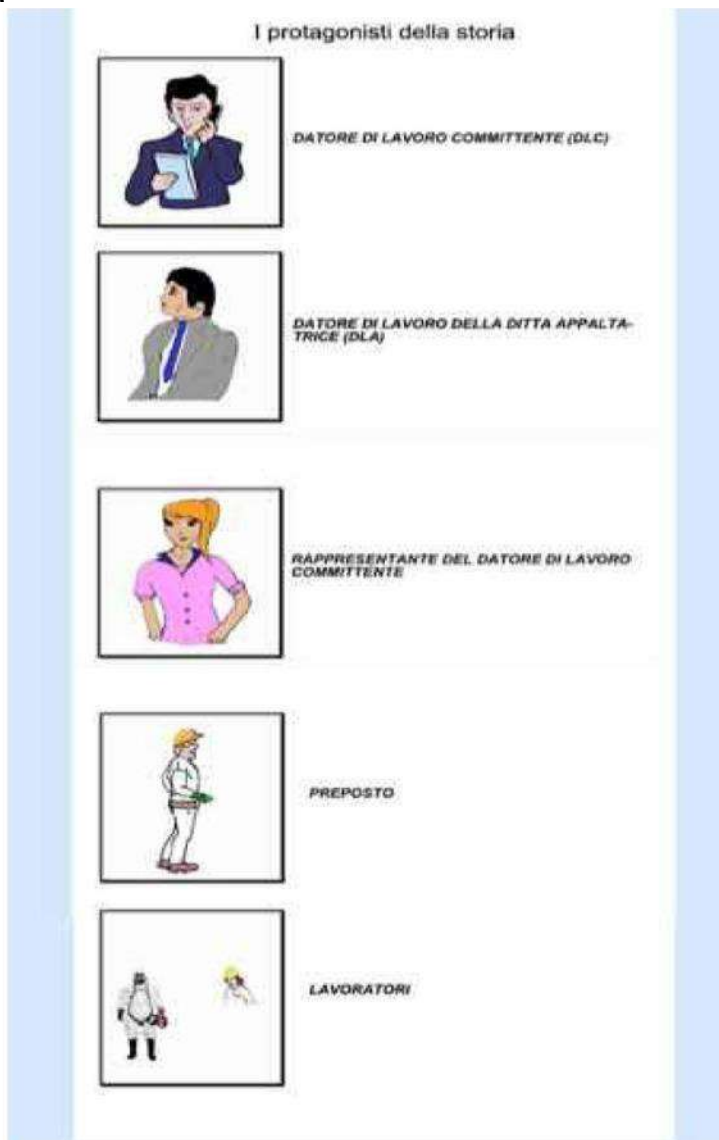 I protagonisti della storia
DATORE DI LAVORO COMMITTENTE (DLC)
DATORE DI LAVORO DELLA DITTA APPALTA-
TRICE (DLA)
RAPPRESENTANTE DEL DATORE DI LAVORO
COMMITTENTE
PREPOSTO
LAVORATORI